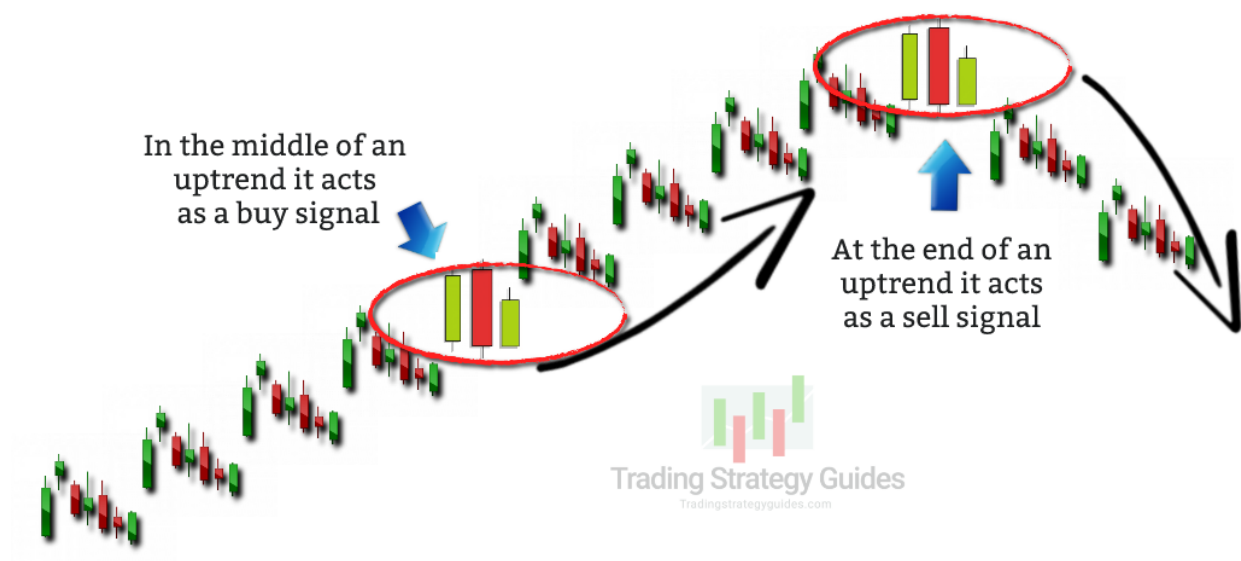 In the middle of an
uptrend it acts
as a buy signal
At the end of an
uptrend it acts
as a sell signal
Trading Strategy Guides
Tradingstrategyguides.com